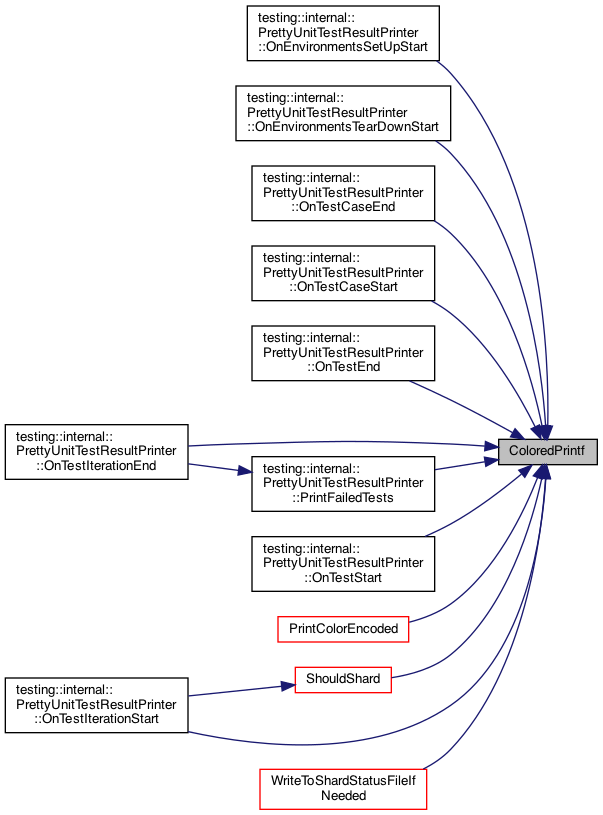 testing::internal::
PrettyUnitTestResultPrinter
::OnEnvironmentsSetUpStart
testing::internal::
PrettyUnitTestResultPrinter
::OnEnvironmentsTearDownStart
testing::internal::
PrettyUnitTestResultPrinter
::OnTestCaseEnd
testing::internal::
PrettyUnitTestResultPrinter
::OnTestCaseStart
testing::internal::
PrettyUnitTestResultPrinter
::OnTestEnd
testing::internal::
PrettyUnitTestResultPrinter
::OnTestIterationEnd
ColoredPrintf
testing::internal::
PrettyUnitTestResultPrinter
::PrintFailedTests
testing::internal::
PrettyUnitTestResultPrinter
::OnTestStart
PrintColorEncoded
ShouldShard
testing::internal::
PrettyUnitTestResultPrinter
::OnTestIterationStart
WriteToShardStatusFileIf
Needed